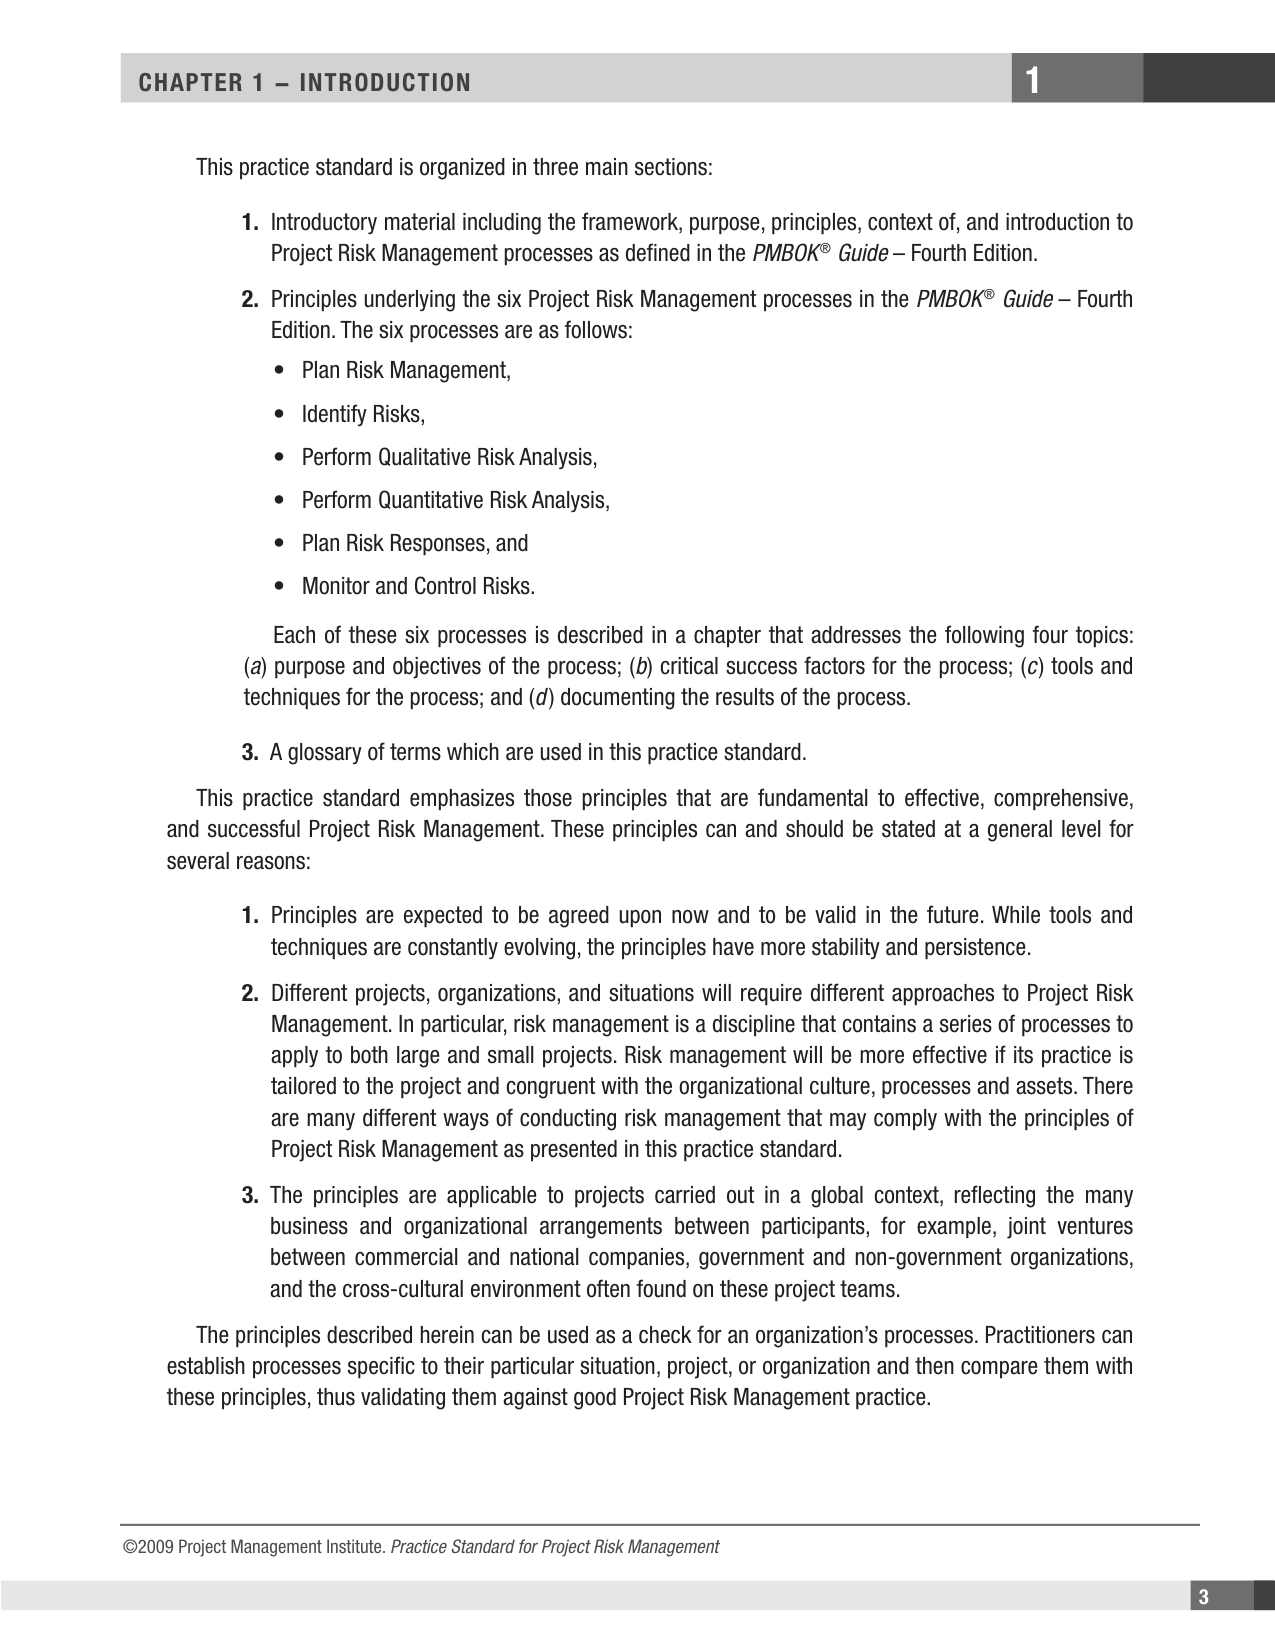 CHAPTER 1 – INTRODUCTION
1
This practice standard is organized in three main sections:
1. Introductory material including the framework, purpose, principles, context of, and introduction to
Project Risk Management processes as defined in the PMBOK® Guide – Fourth Edition.
2. Principles underlying the six Project Risk Management processes in the PMBOK® Guide – Fourth
Edition. The six processes are as follows:
• Plan Risk Management,
• Identify Risks,
• Perform Qualitative Risk Analysis,
• Perform Quantitative Risk Analysis,
• Plan Risk Responses, and
• Monitor and Control Risks.
Each of these six processes is described in a chapter that addresses the following four topics:
(a) purpose and objectives of the process; (b) critical success factors for the process; (c) tools and
techniques for the process; and (d) documenting the results of the process.
3. A glossary of terms which are used in this practice standard.
This practice standard emphasizes those principles that are fundamental to effective, comprehensive,
and successful Project Risk Management. These principles can and should be stated at a general level for
several reasons:
1. Principles are expected to be agreed upon now and to be valid in the future. While tools and
techniques are constantly evolving, the principles have more stability and persistence.
2. Different projects, organizations, and situations will require different approaches to Project Risk
Management. In particular, risk management is a discipline that contains a series of processes to
apply to both large and small projects. Risk management will be more effective if its practice is
tailored to the project and congruent with the organizational culture, processes and assets. There
are many different ways of conducting risk management that may comply with the principles of
Project Risk Management as presented in this practice standard.
3. The principles are applicable to projects carried out in a global context, reflecting the many
business and organizational arrangements between participants, for example, joint ventures
between commercial and national companies, government and non-government organizations,
and the cross-cultural environment often found on these project teams.
The principles described herein can be used as a check for an organization’s processes. Practitioners can
establish processes specific to their particular situation, project, or organization and then compare them with
these principles, thus validating them against good Project Risk Management practice.
©2009 Project Management Institute. Practice Standard for Project Risk Management
3